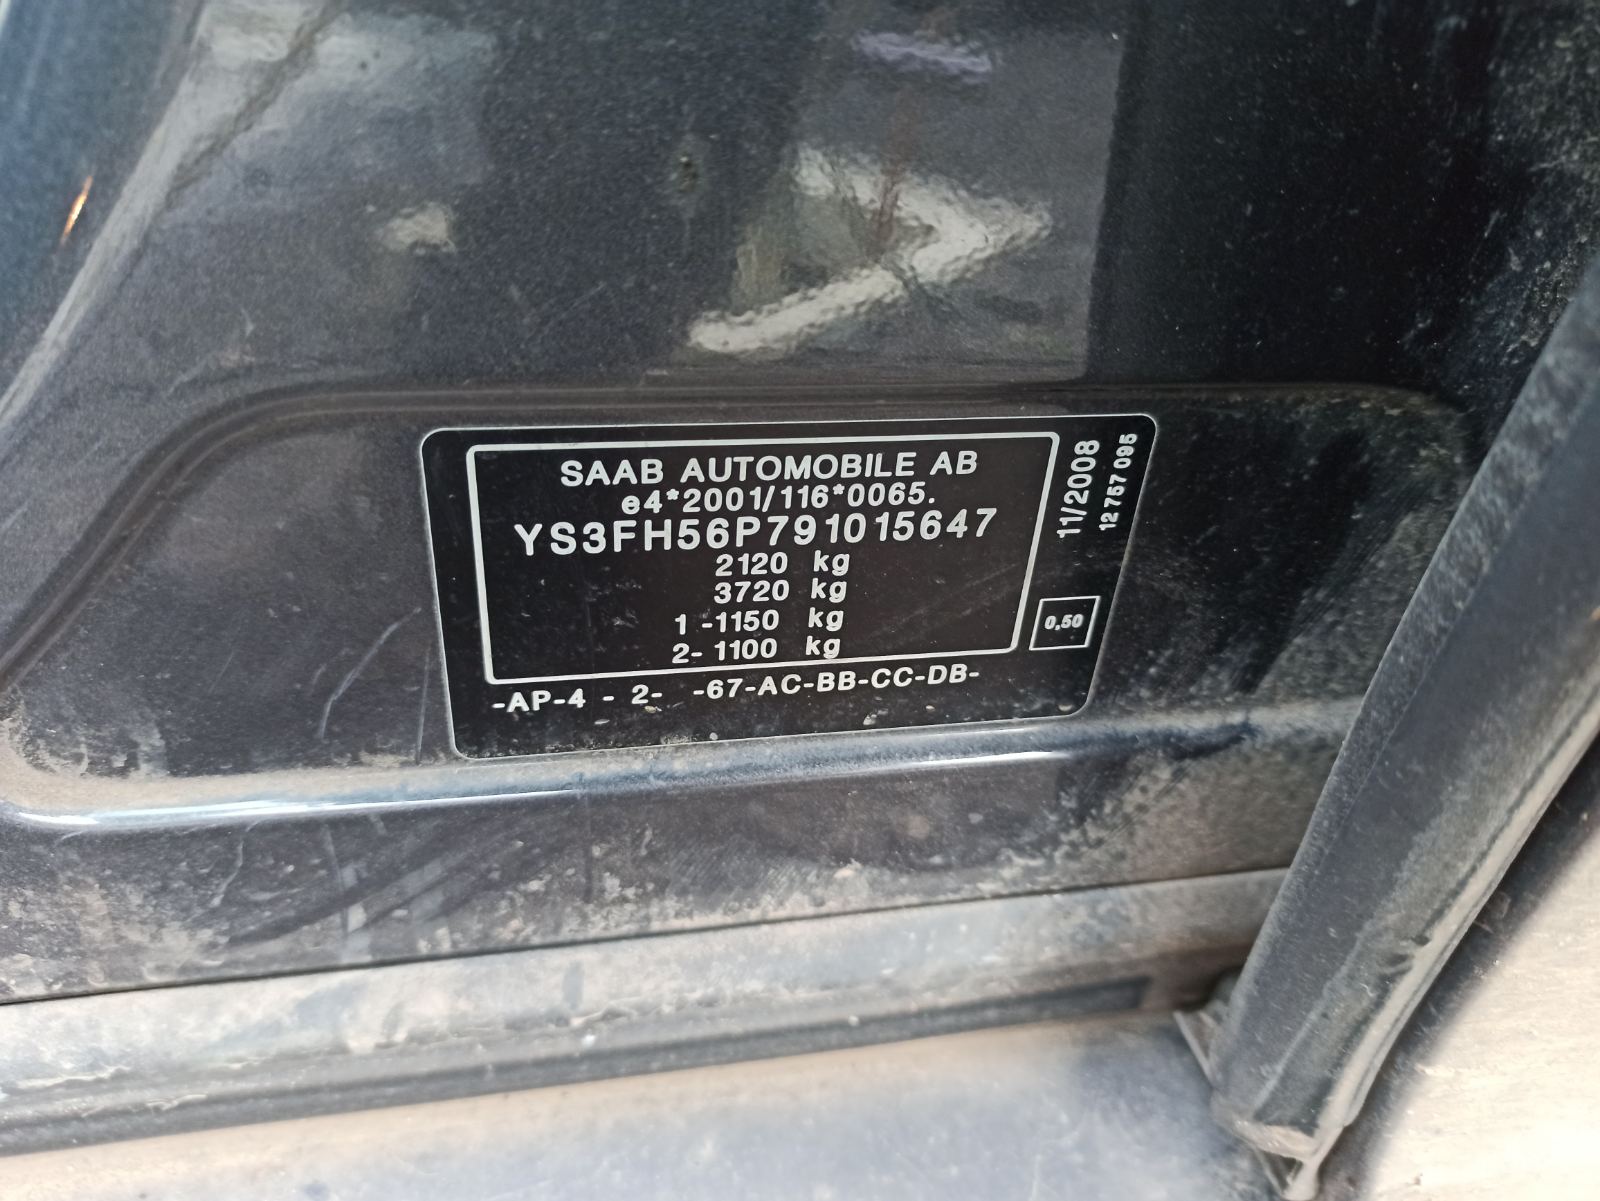 SAAB AUTOMOBILE AB
e4*2001/116*0065.
YS3FH56P791015647
2120 kg
3720 kg
1 -1150 kg
2- 1100 kg
-AP-4 - 2- -67-AC-BB-CC-DB-
11/2008
12 757 095
0,50